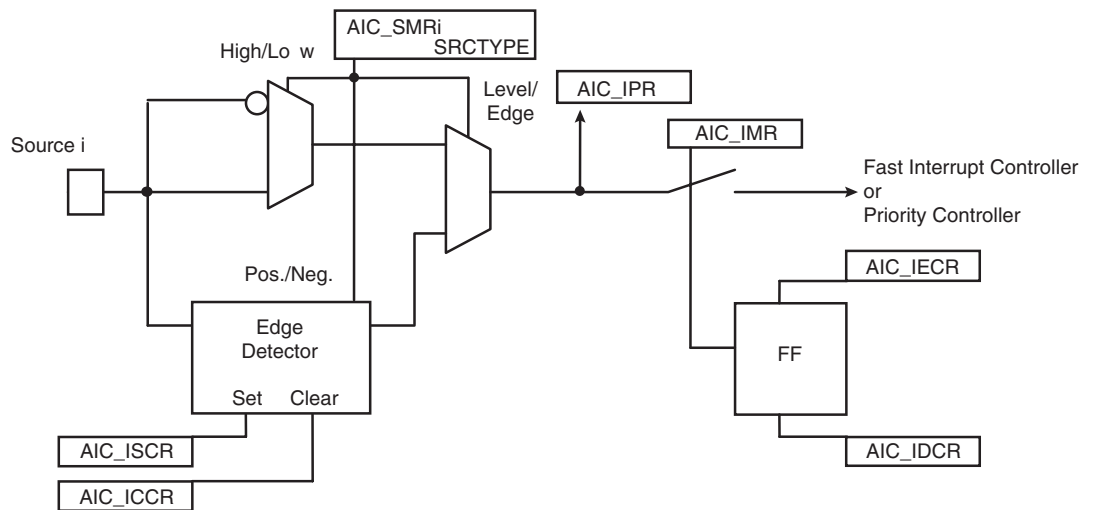 AIC_SMRi
SRCTYPE
High/Lo w
Level/
Edge
AIC_IPR
AIC_IMR
Source i
Fast Interrupt Controller
or
Priority Controller
Pos./Neg.
AIC_IECR
Edge
Detector
FF
Set Clear
AIC_ISCR
AIC_IDCR
AIC_ICCR